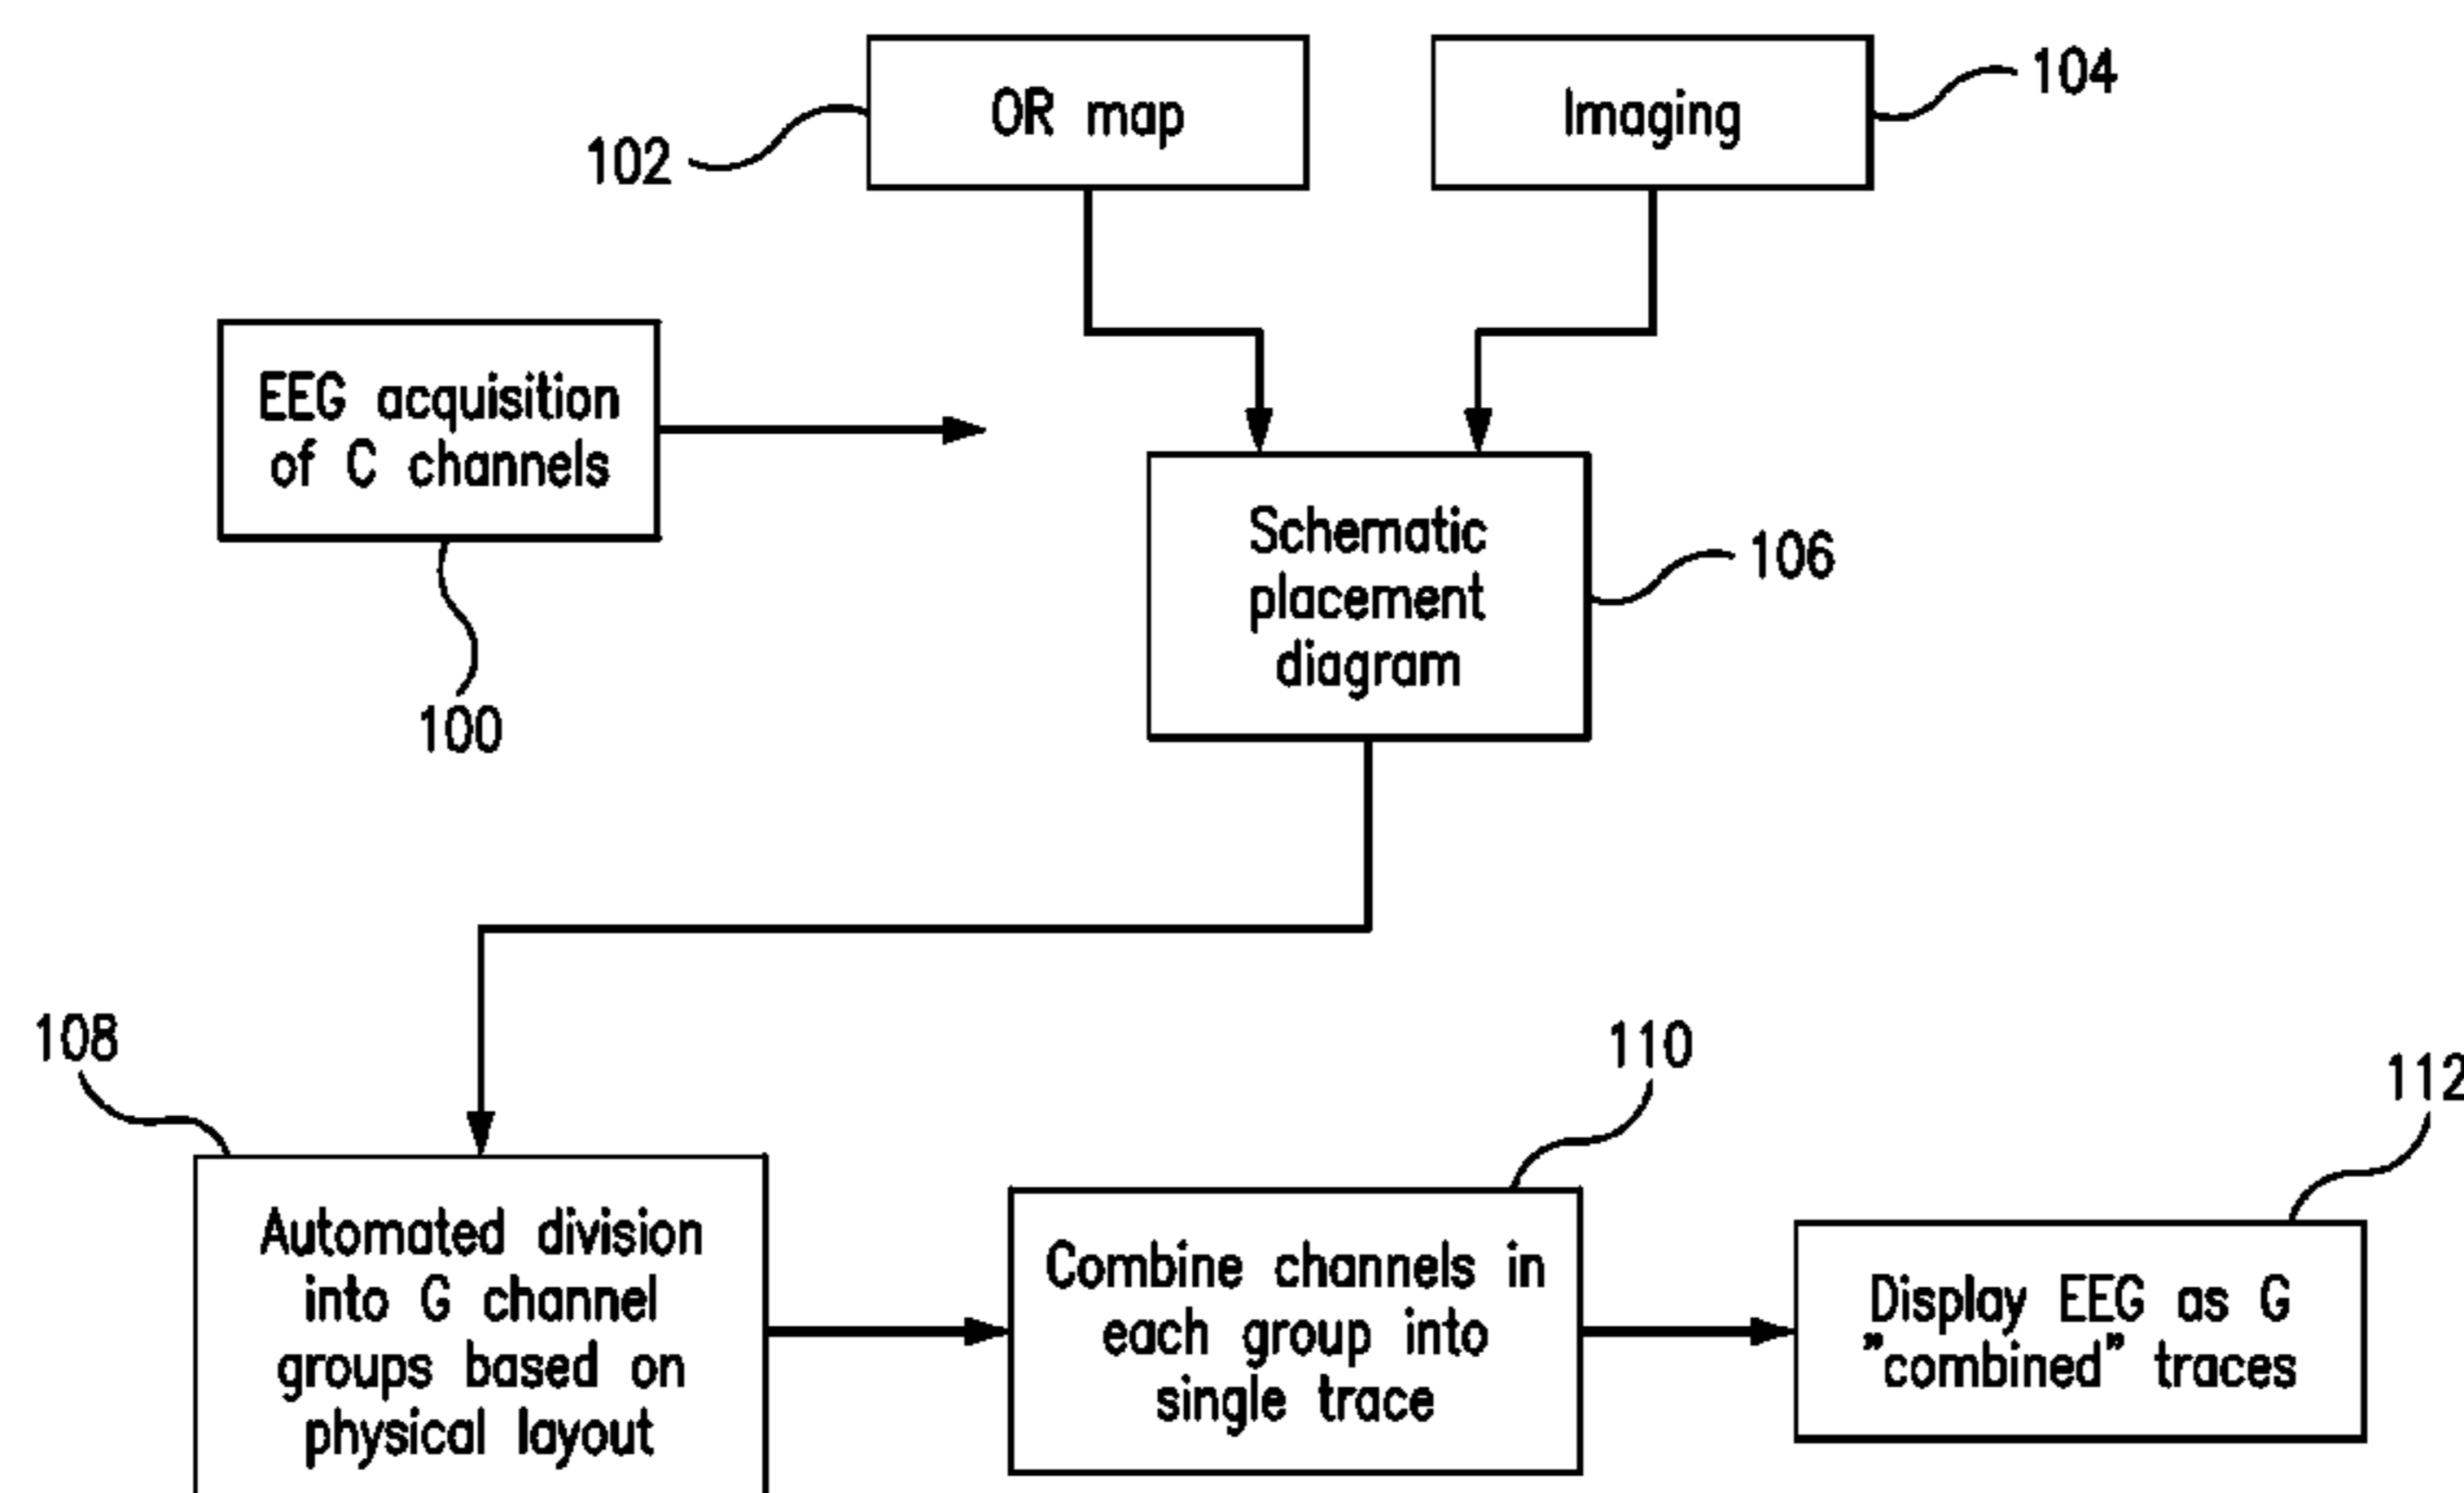 OR map
Imaging
104
102
EEG acquisition
of C channels
100
Schematic
placement
diagram
106
108
110
112
Automated division
into G channel
groups based on
physical layout
Combine channels in
each group into
single trace
Display EEG as G
"combined" traces